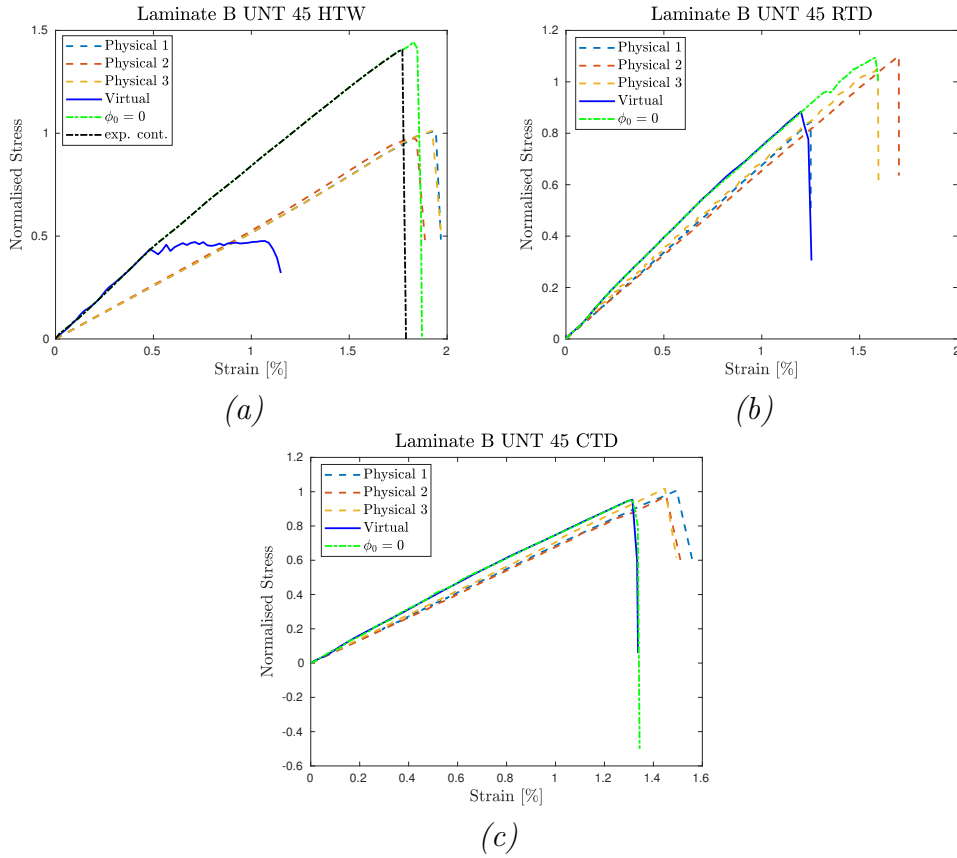 Laminate B UNT 45 HTW
1.5
1
0.5
0
Normalised Stress
Physical 1
Physical 2
Physical 3
Virtual
ϕ₀ = 0
exp. cont.
0 0.5 1 1.5 2
Strain [%]
(a)
Laminate B UNT 45 RTD
1.2
1
0.8
0.6
0.4
0.2
0
Normalised Stress
Physical 1
Physical 2
Physical 3
Virtual
ϕ₀ = 0
0 0.5 1 1.5 2
Strain [%]
(b)
Laminate B UNT 45 CTD
1.2
1
0.8
0.6
0.4
0.2
0
-0.2
-0.4
-0.6
Normalised Stress
Physical 1
Physical 2
Physical 3
Virtual
ϕ₀ = 0
0 0.2 0.4 0.6 0.8 1 1.2 1.4 1.6
Strain [%]
(c)